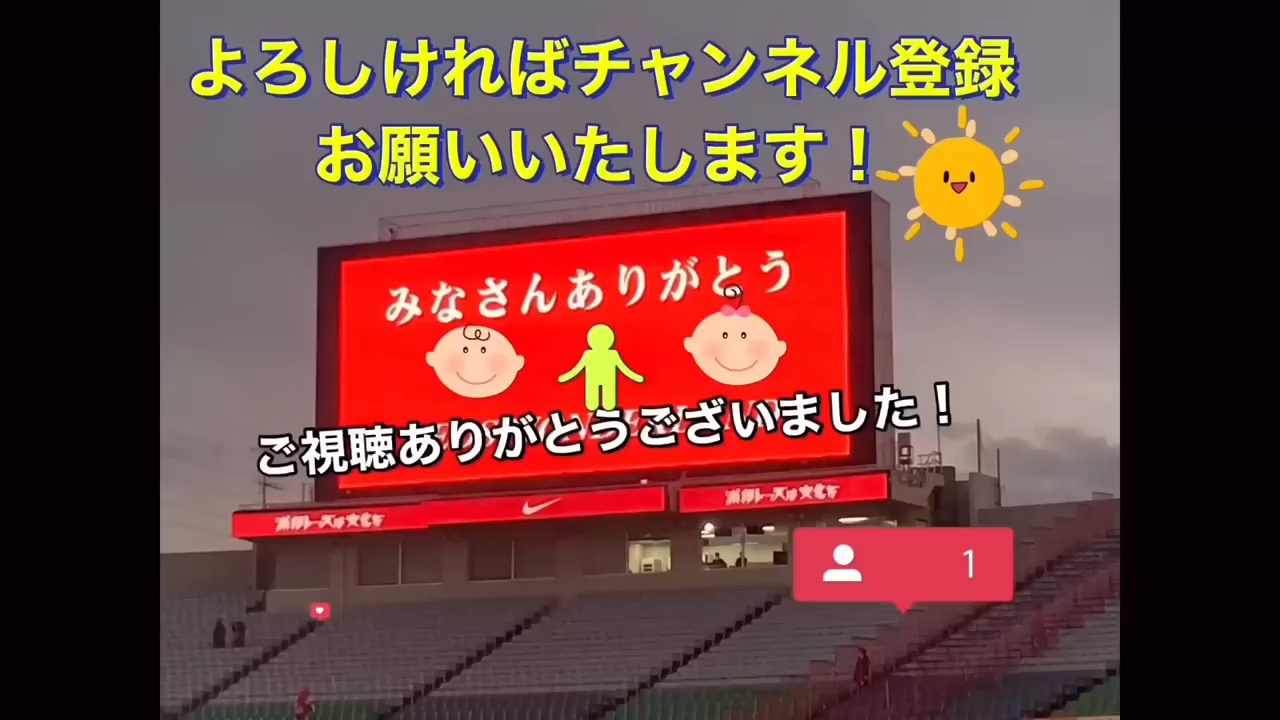 よろしければチャンネル登録
お願いいたします!
みなさんありがとう
ご視聴ありがとうございました!
1